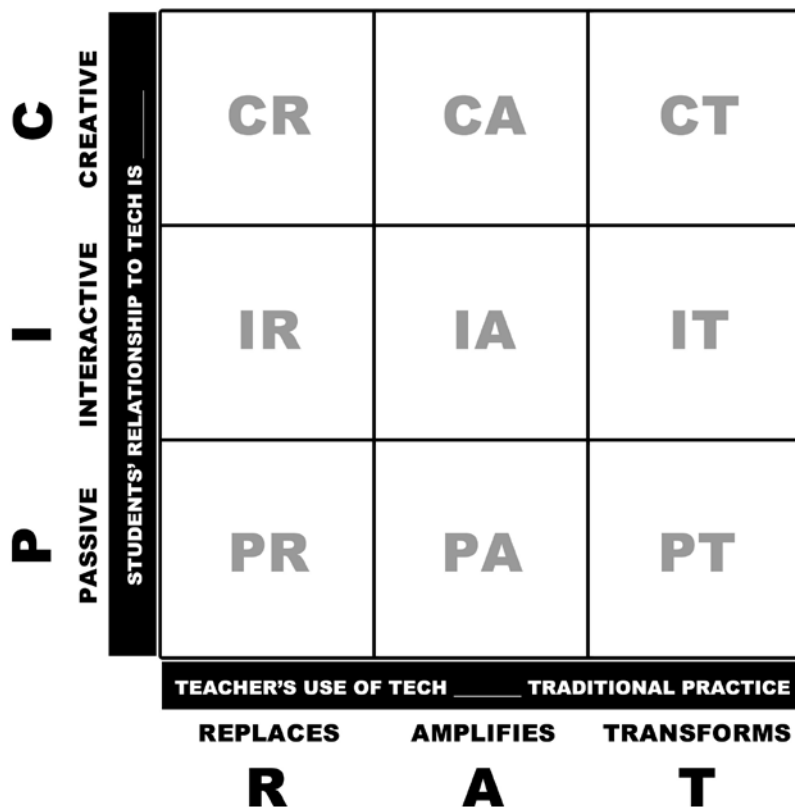 C
CREATIVE
I
INTERACTIVE
P
PASSIVE
STUDENTS' RELATIONSHIP TO TECH IS ______
CR CA CT
IR IA IT
PR PA PT
TEACHER'S USE OF TECH ______ TRADITIONAL PRACTICE
REPLACES AMPLIFIES TRANSFORMS
R A T